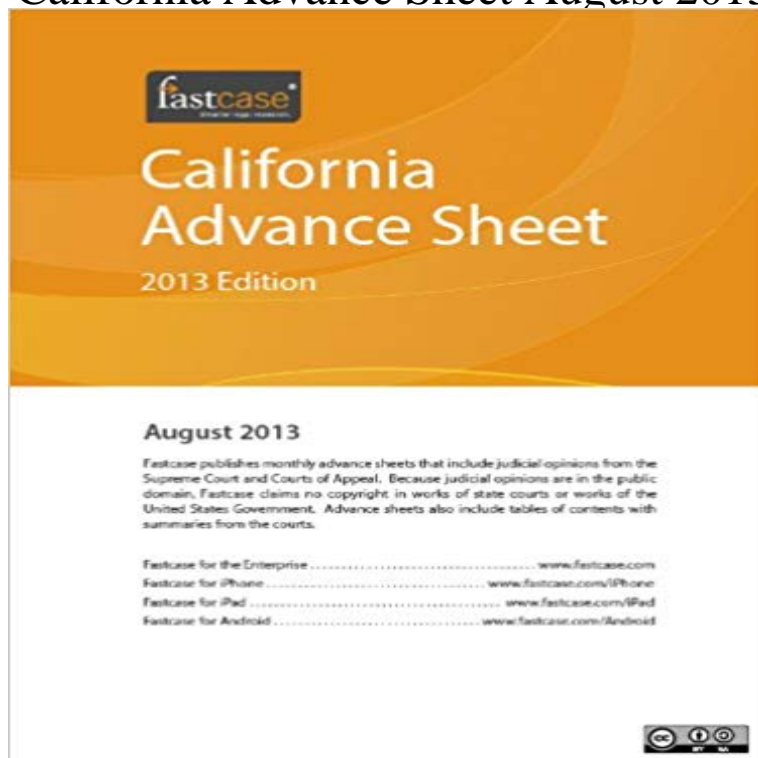 California Advance Sheet August 2013
fastcase
California
Advance Sheet
2013 Edition
August 2013
Fastcase publishes monthly advance sheets that include judicial opinions from the
Supreme Court and Courts of Appeal. Because judicial opinions are in the public
domain, Fastcase claims no copyright in works of state courts or works of the
United States Government. Advance sheets also include tables of contents with
summaries from the courts.
Fastcase for the Enterprise ........................................ www.fastcase.com
Fastcase for iPhone ........................................ www.fastcase.com/iPhone
Fastcase for iPad ........................................ www.fastcase.com/iPad
Fastcase for Android ........................................ www.fastcase.com/Android
cc
BY